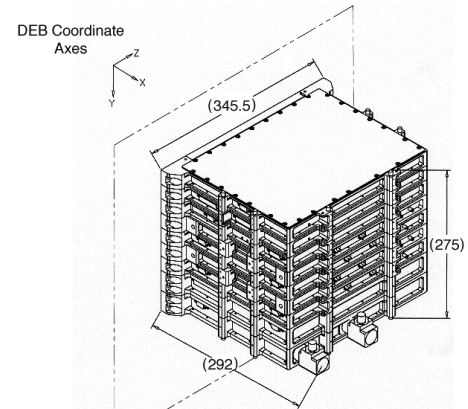 DEB Coordinate
Axes
Z
X
Y
(345.5)
(275)
(292)